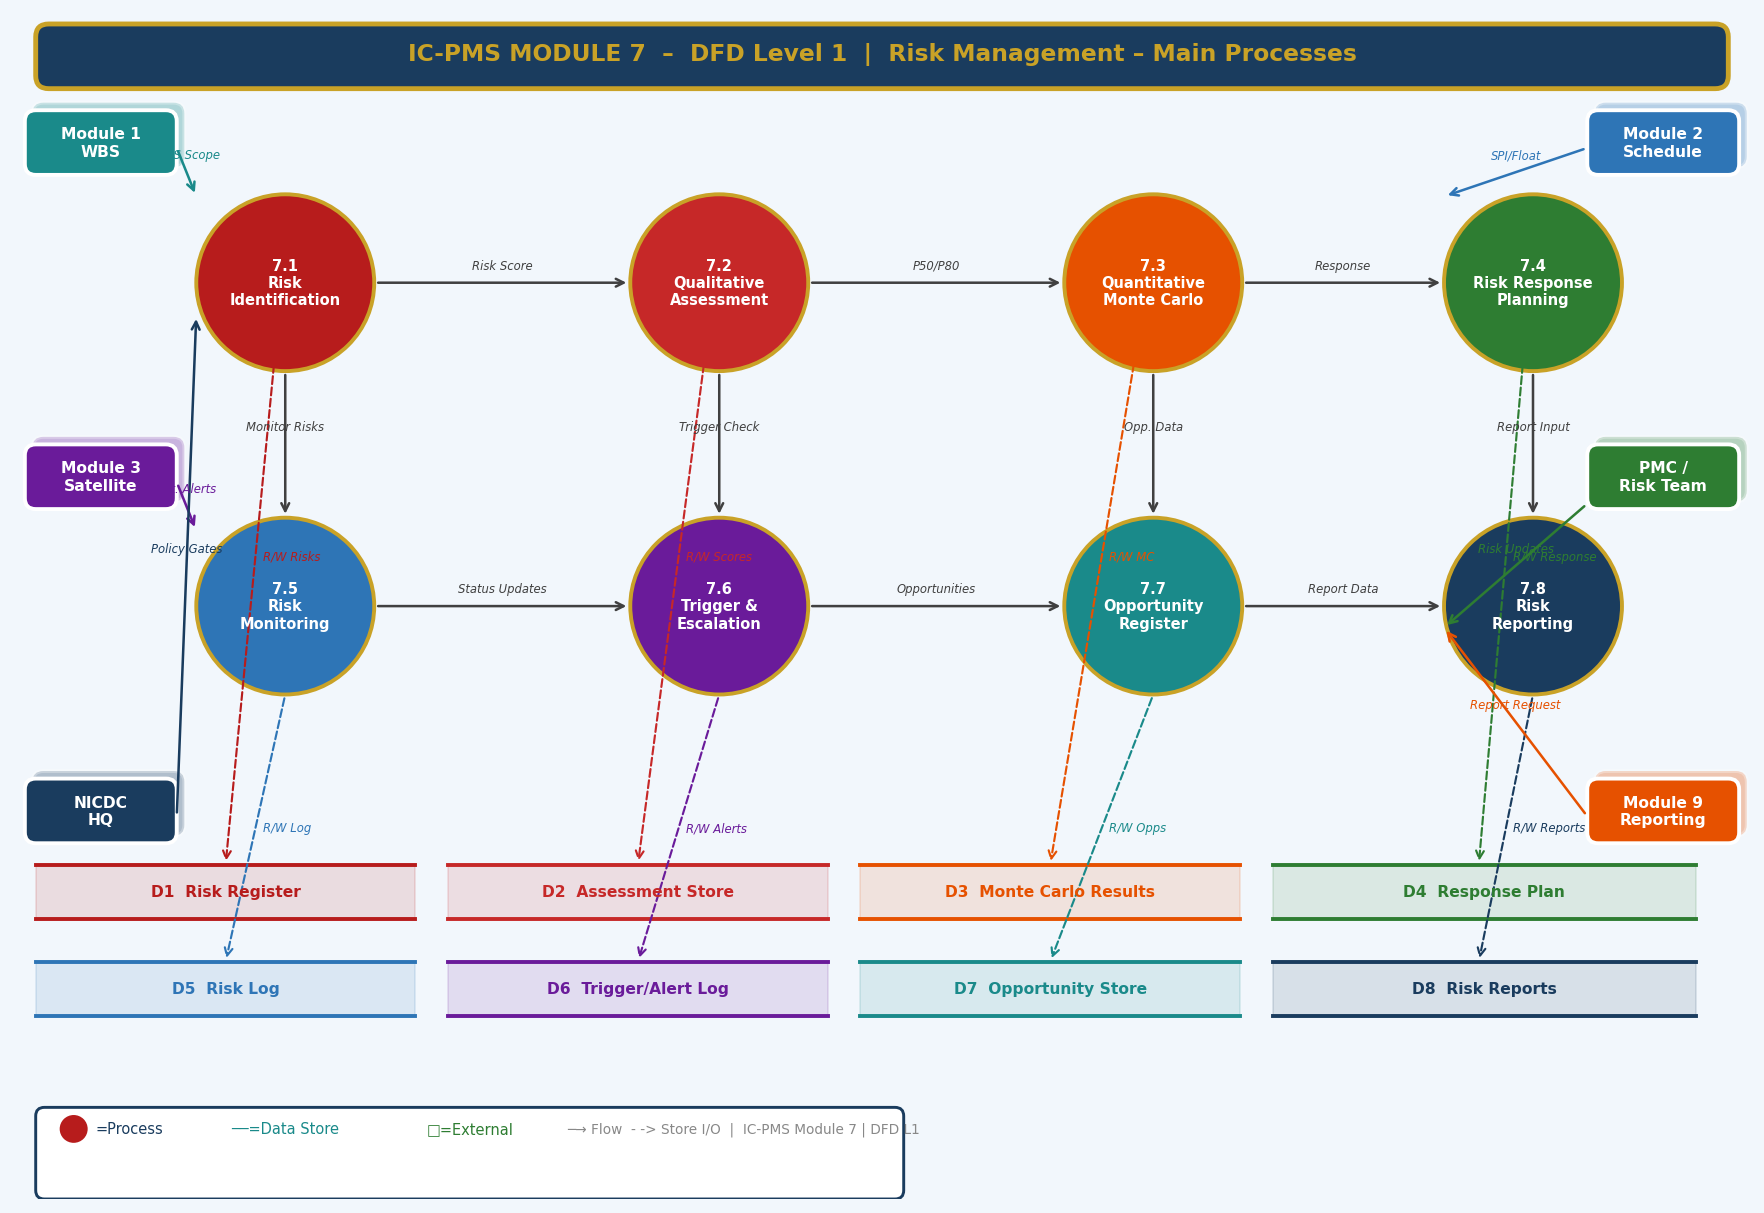 IC-PMS MODULE 7 – DFD Level 1 | Risk Management – Main Processes
Module 1
WBS
S Scope
Module 2
Schedule
SPI/Float
7.1
Risk
Identification
Risk Score
7.2
Qualitative
Assessment
P50/P80
7.3
Quantitative
Monte Carlo
Response
7.4
Risk Response
Planning
Monitor Risks
Trigger Check
Opp. Data
Report Input
Module 3
Satellite
. Alerts
PMC /
Risk Team
Policy Gates
R/W Risks
R/W Scores
R/W MC
Risk Updates
R/W Response
7.5
Risk
Monitoring
Status Updates
7.6
Trigger &
Escalation
Opportunities
7.7
Opportunity
Register
Report Data
7.8
Risk
Reporting
Report Request
NICDC
HQ
R/W Log
R/W Alerts
R/W Opps
R/W Reports
Module 9
Reporting
D1 Risk Register
D2 Assessment Store
D3 Monte Carlo Results
D4 Response Plan
D5 Risk Log
D6 Trigger/Alert Log
D7 Opportunity Store
D8 Risk Reports
=Process
──=Data Store
□=External
─→ Flow - -> Store I/O | IC-PMS Module 7 | DFD L1